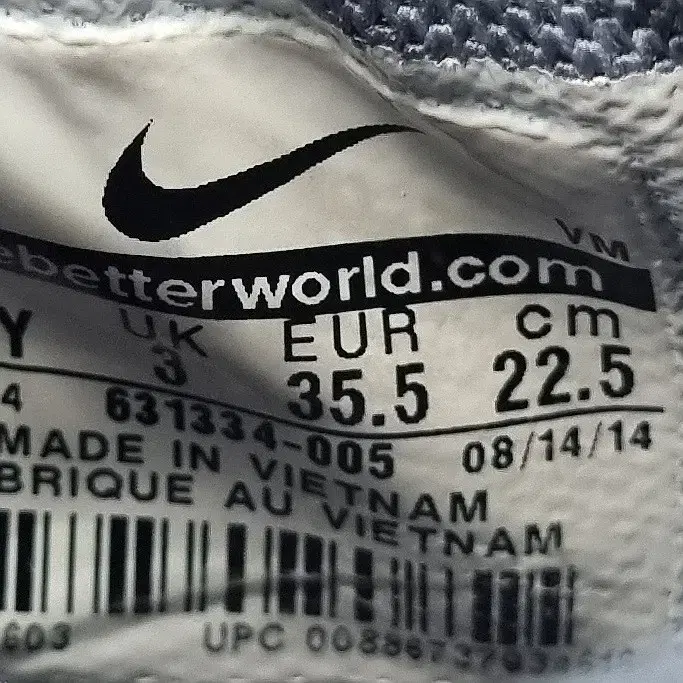 VM
ebetterworld.com
Y UK EUR cm
3 35.5 22.5
4 631334-005 08/14/14
MADE IN VIETNAM
BRIQUE AU VIETNAM
603 UPC